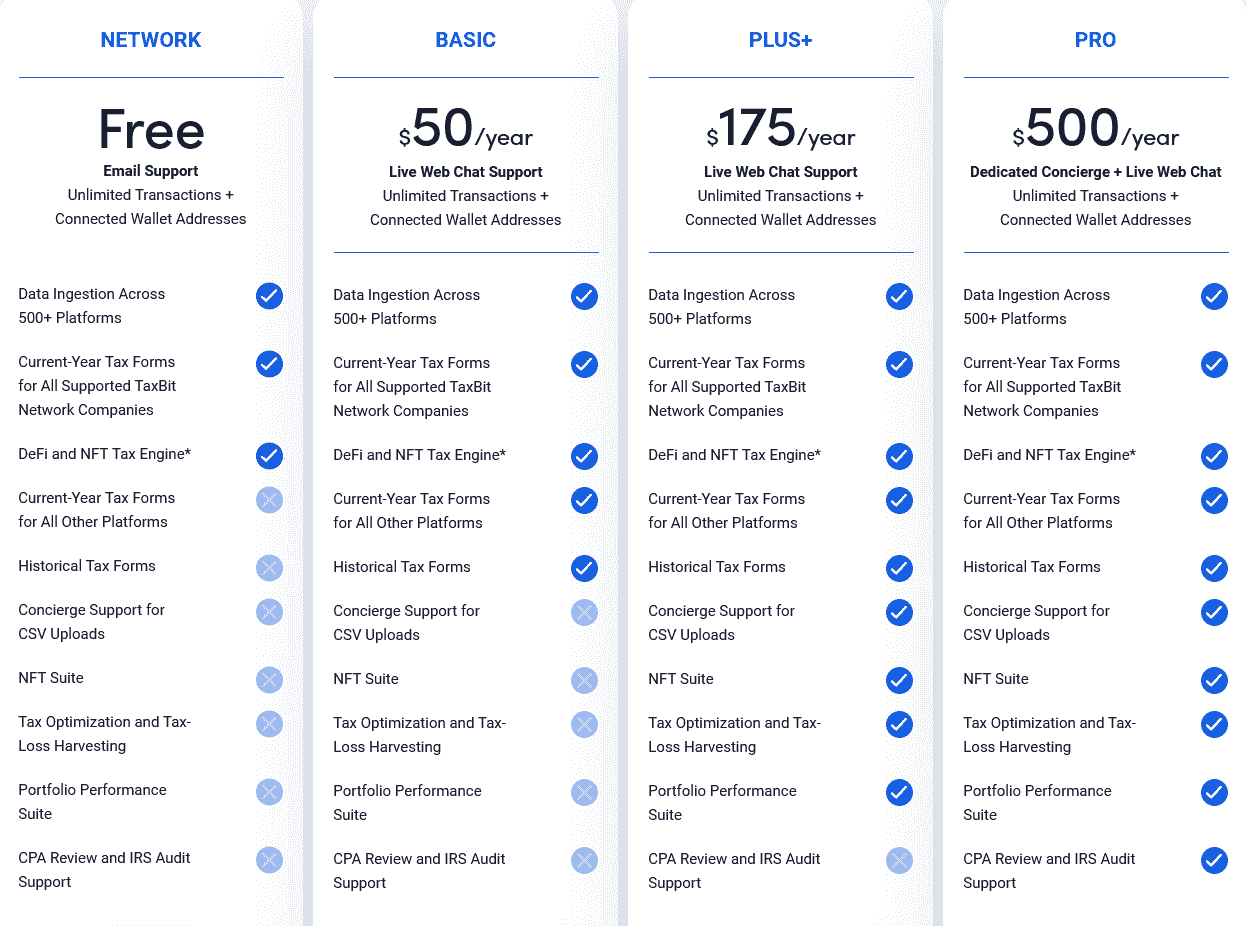 NETWORK
Free
Email Support
Unlimited Transactions +
Connected Wallet Addresses
Data Ingestion Across
500+ Platforms
Current-Year Tax Forms
for All Supported TaxBit
Network Companies
DeFi and NFT Tax Engine*
Current-Year Tax Forms
for All Other Platforms
Historical Tax Forms
Concierge Support for
CSV Uploads
NFT Suite
Tax Optimization and Tax-
Loss Harvesting
Portfolio Performance
Suite
CPA Review and IRS Audit
Support
BASIC
$50/year
Live Web Chat Support
Unlimited Transactions +
Connected Wallet Addresses
Data Ingestion Across
500+ Platforms
Current-Year Tax Forms
for All Supported TaxBit
Network Companies
DeFi and NFT Tax Engine*
Current-Year Tax Forms
for All Other Platforms
Historical Tax Forms
Concierge Support for
CSV Uploads
NFT Suite
Tax Optimization and Tax-
Loss Harvesting
Portfolio Performance
Suite
CPA Review and IRS Audit
Support
PLUS+
$175/year
Live Web Chat Support
Unlimited Transactions +
Connected Wallet Addresses
Data Ingestion Across
500+ Platforms
Current-Year Tax Forms
for All Supported TaxBit
Network Companies
DeFi and NFT Tax Engine*
Current-Year Tax Forms
for All Other Platforms
Historical Tax Forms
Concierge Support for
CSV Uploads
NFT Suite
Tax Optimization and Tax-
Loss Harvesting
Portfolio Performance
Suite
CPA Review and IRS Audit
Support
PRO
$500/year
Dedicated Concierge + Live Web Chat
Unlimited Transactions +
Connected Wallet Addresses
Data Ingestion Across
500+ Platforms
Current-Year Tax Forms
for All Supported TaxBit
Network Companies
DeFi and NFT Tax Engine*
Current-Year Tax Forms
for All Other Platforms
Historical Tax Forms
Concierge Support for
CSV Uploads
NFT Suite
Tax Optimization and Tax-
Loss Harvesting
Portfolio Performance
Suite
CPA Review and IRS Audit
Support